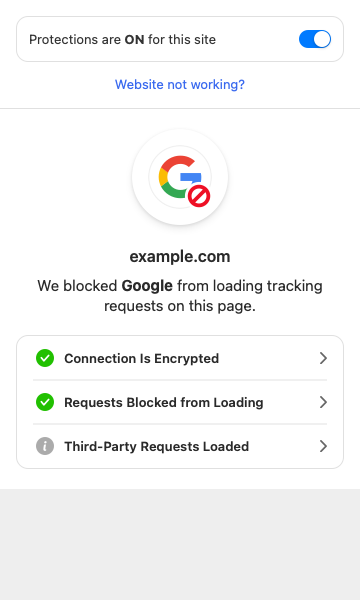 Protections are ON for this site
Website not working?
example.com
We blocked Google from loading tracking
requests on this page.
Connection Is Encrypted
Requests Blocked from Loading
Third-Party Requests Loaded